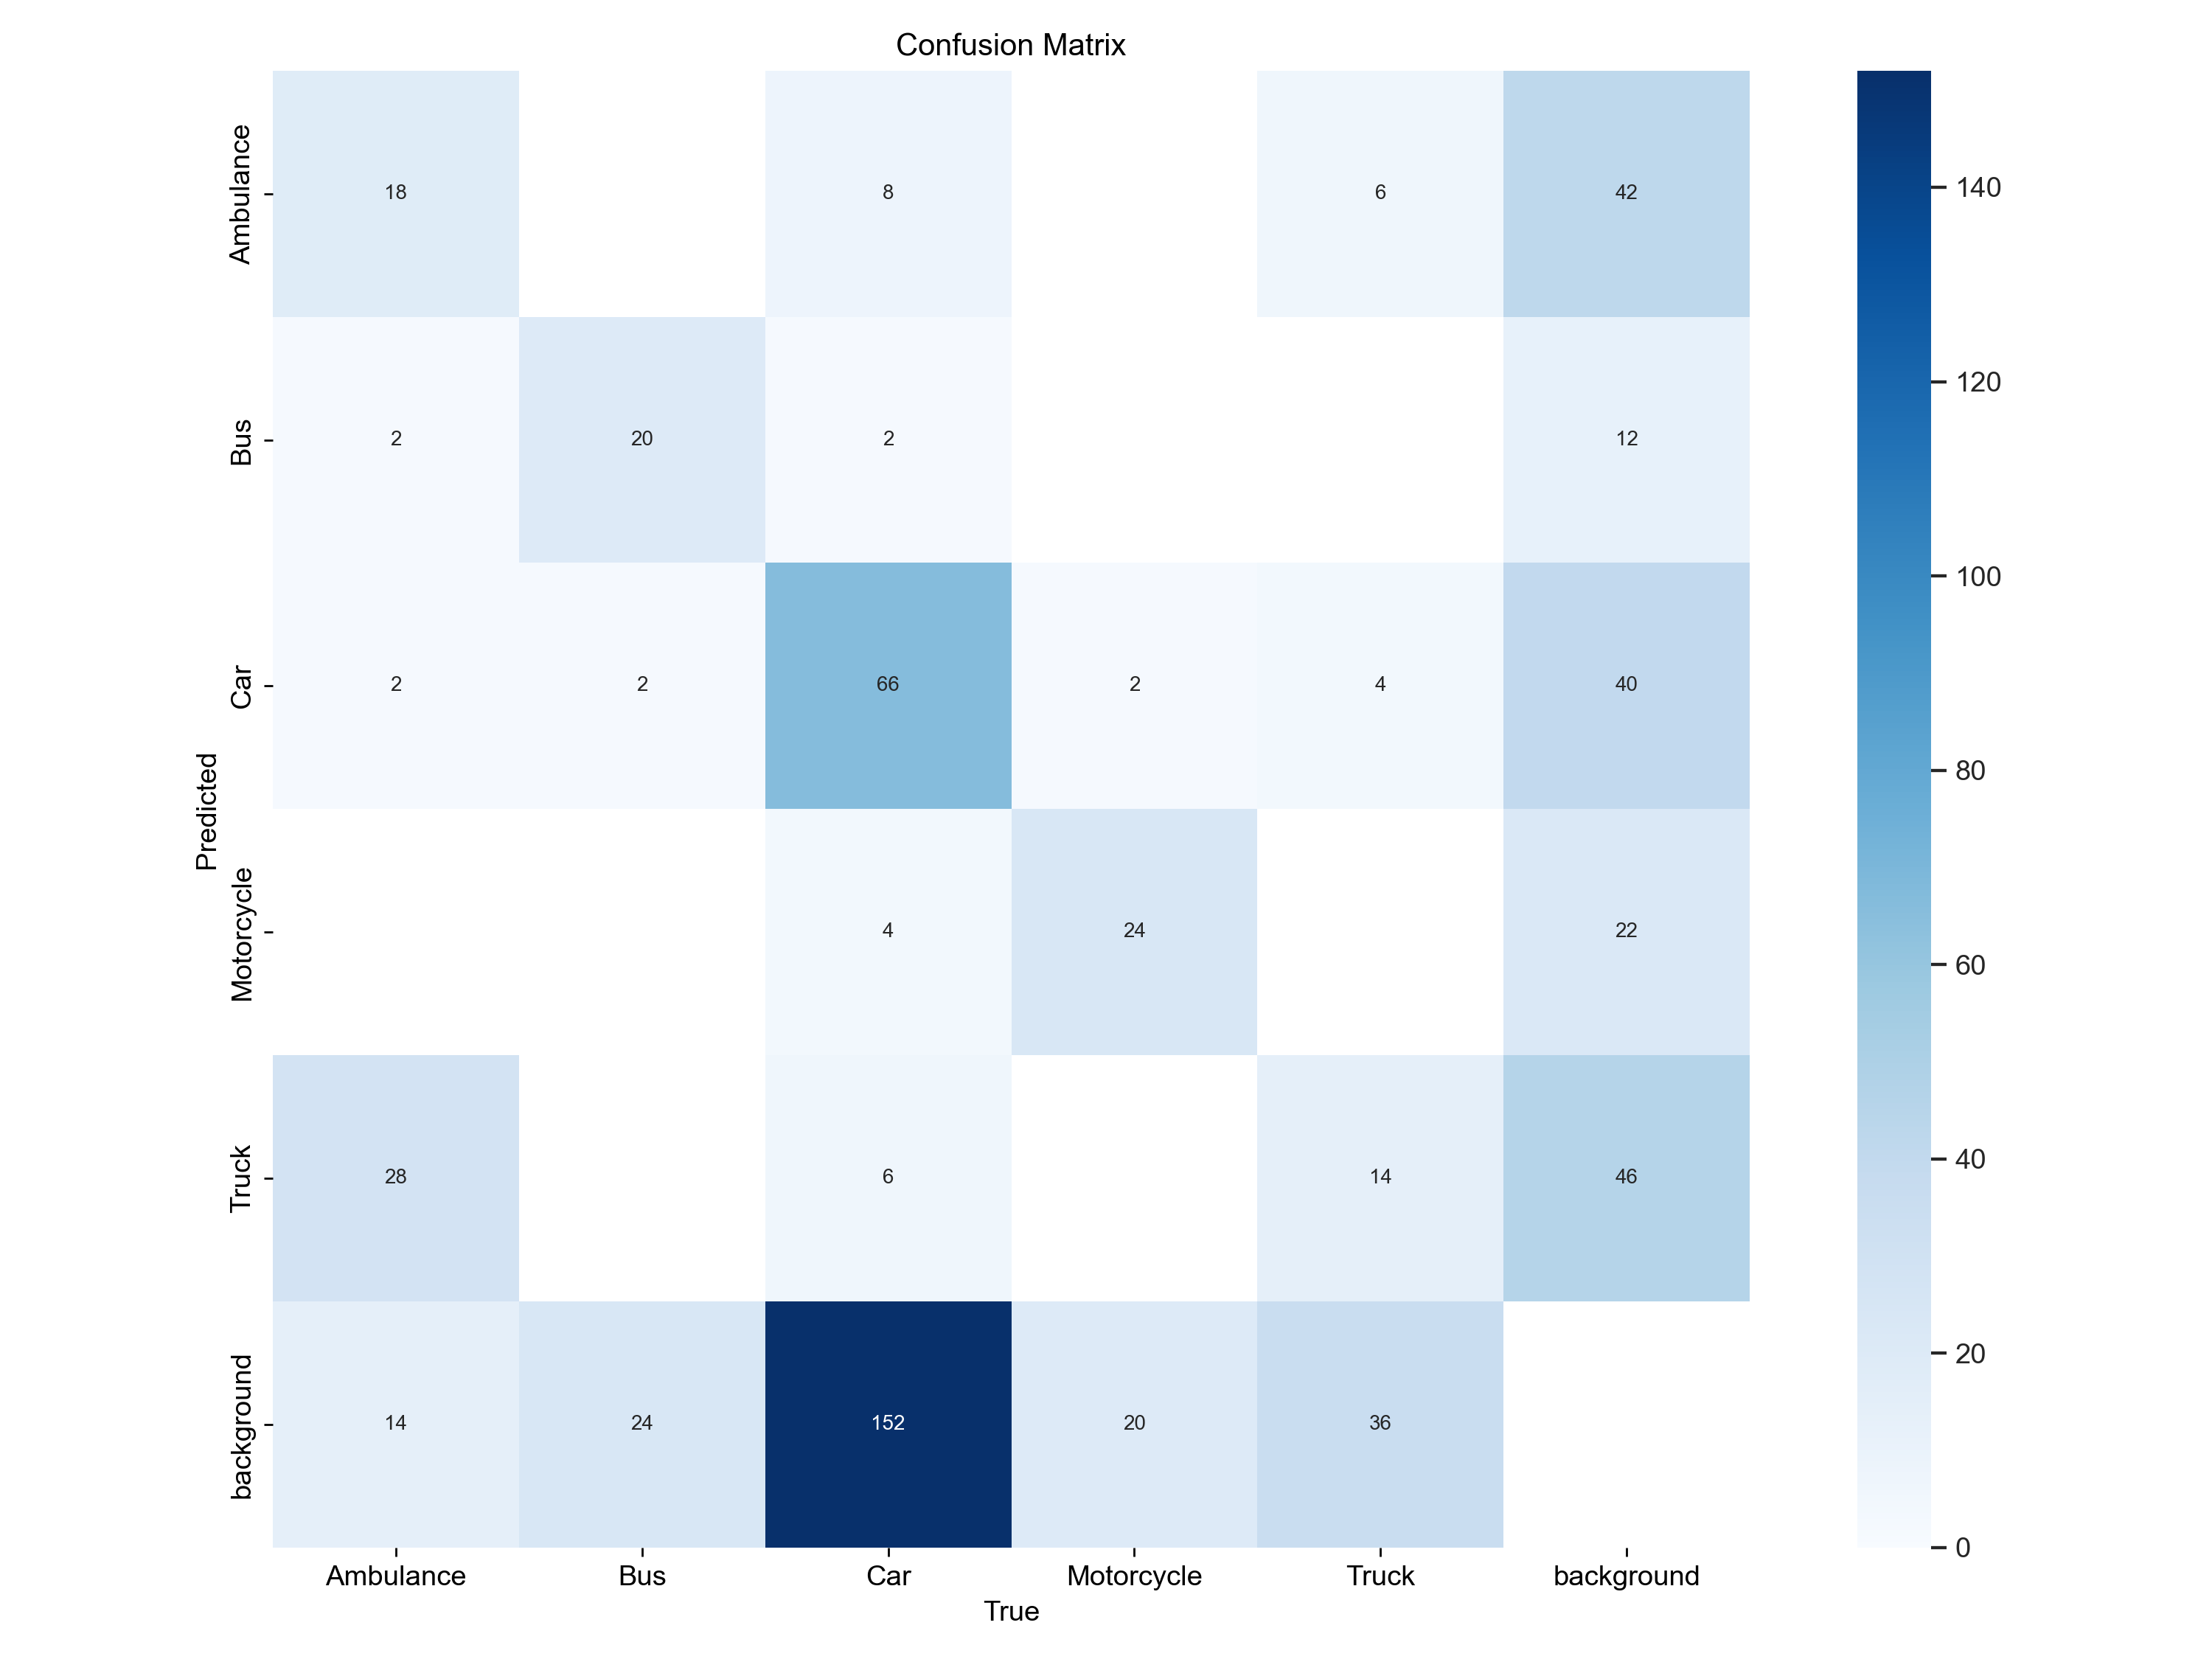 Confusion Matrix
Ambulance 18 8 6 42
Bus 2 20 2 12
Car 2 2 66 2 4 40
Motorcycle 4 24 22
Truck 28 6 14 46
background 14 24 152 20 36
Predicted
Ambulance Bus Car Motorcycle Truck background
True
140
120
100
80
60
40
20
0